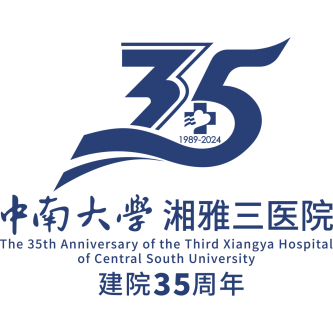 35
1989-2024
中南大学 湘雅三医院
The 35th Anniversary of the Third Xiangya Hospital
of Central South University
建院35周年